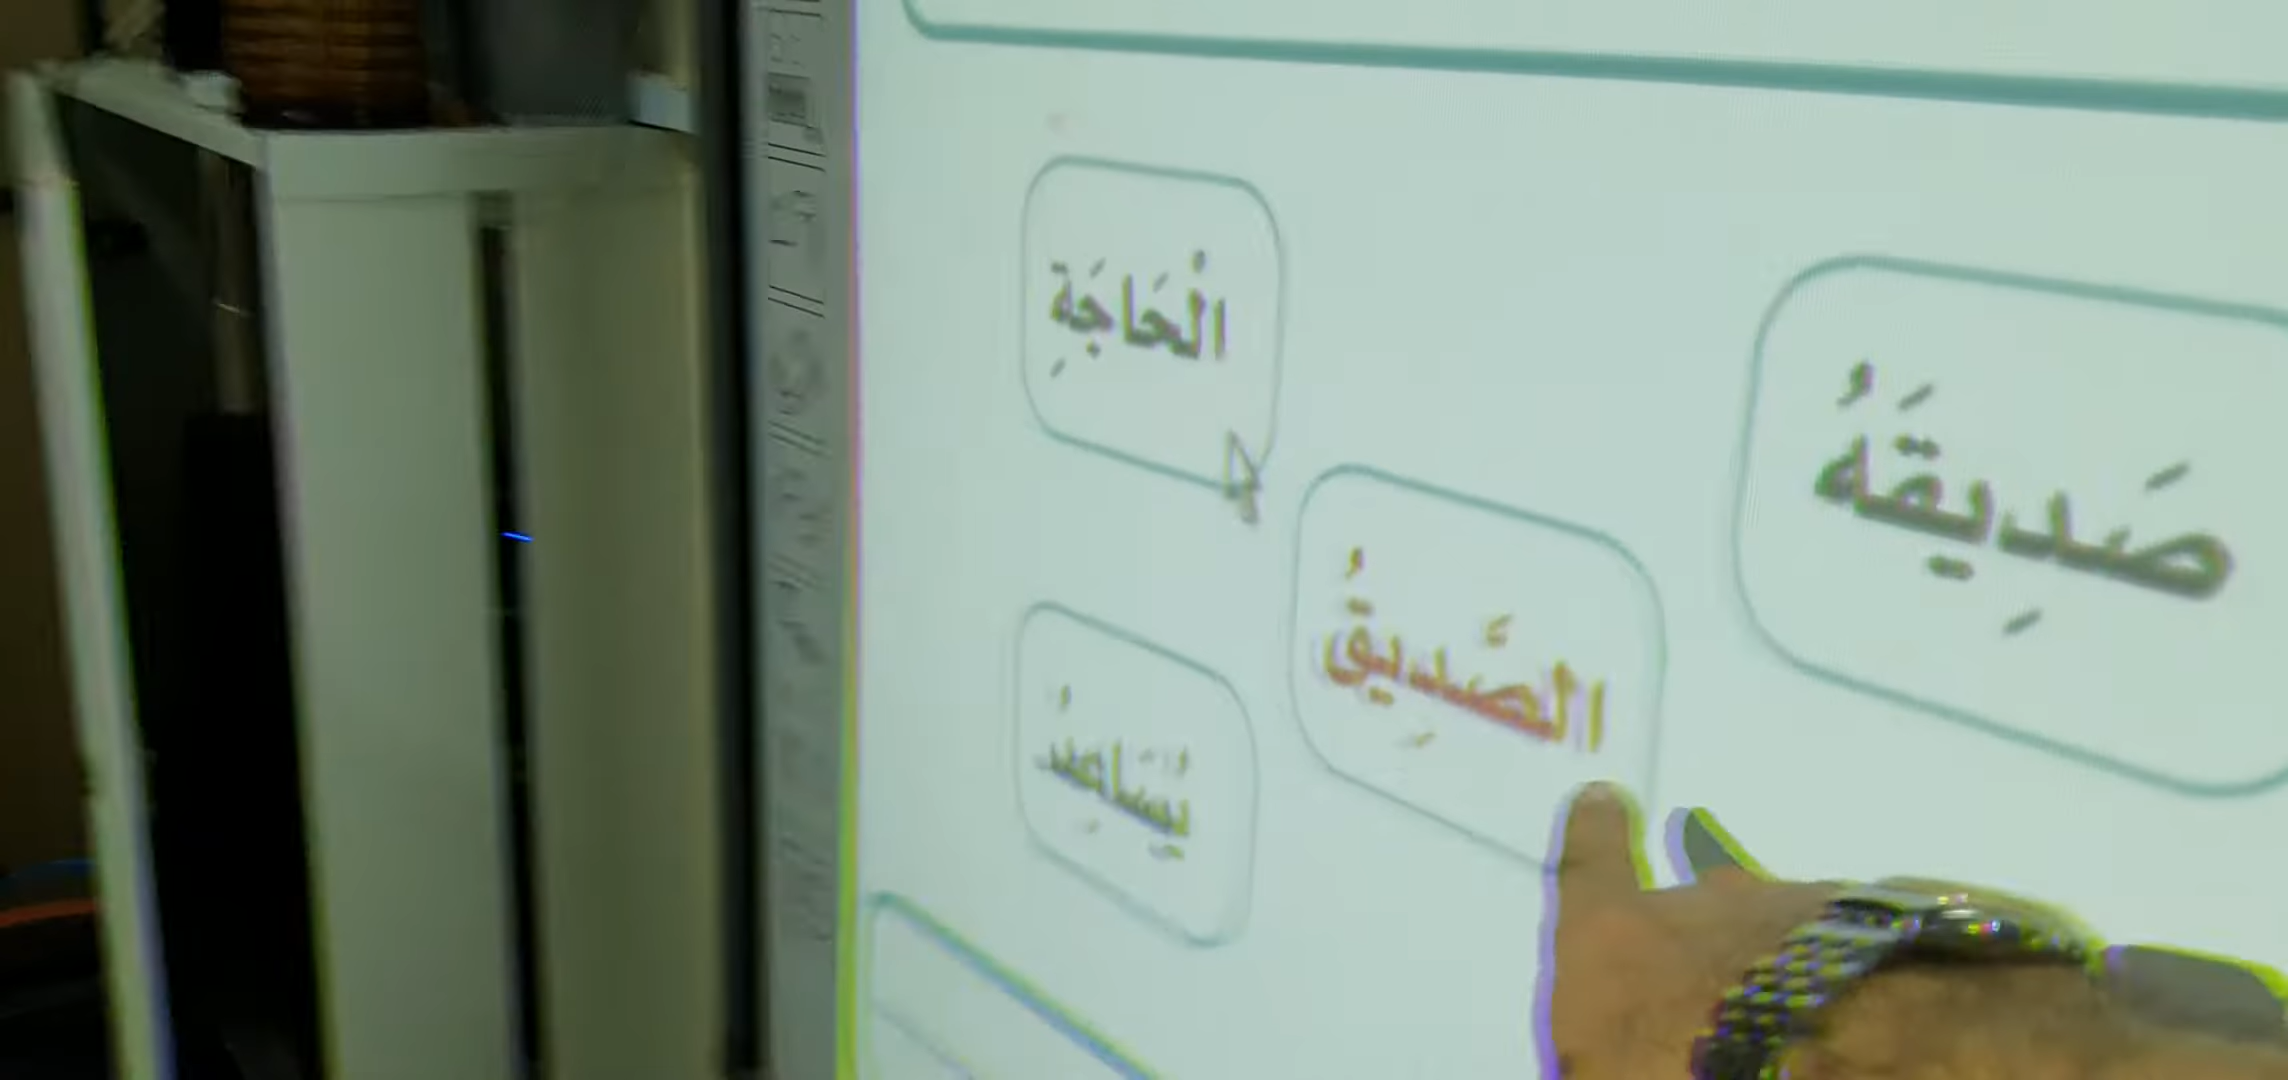 الْحَاجَةِ
صَدِيقَهُ
الصَّدِيقُ
يُسَاعِدُ